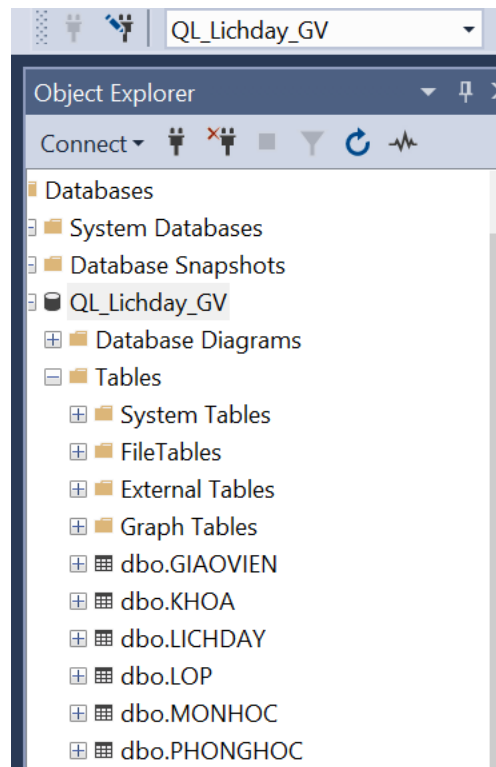 QL_Lichday_GV
Object Explorer
Connect
Databases
System Databases
Database Snapshots
QL_Lichday_GV
Database Diagrams
Tables
System Tables
FileTables
External Tables
Graph Tables
dbo.GIAOVIEN
dbo.KHOA
dbo.LICHDAY
dbo.LOP
dbo.MONHOC
dbo.PHONGHOC